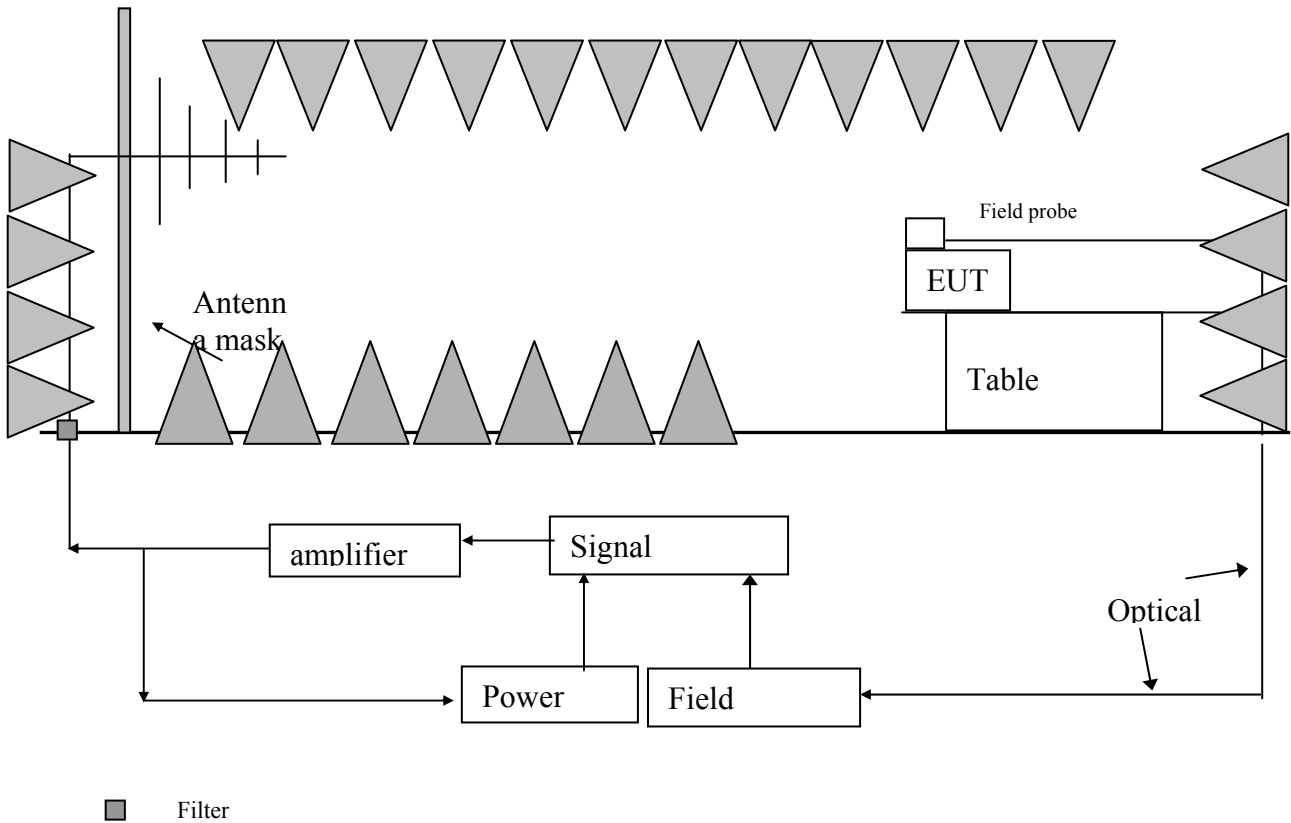 Field probe
EUT
Antenn
a mask
Table
amplifier
Signal
Optical
Power
Field
Filter